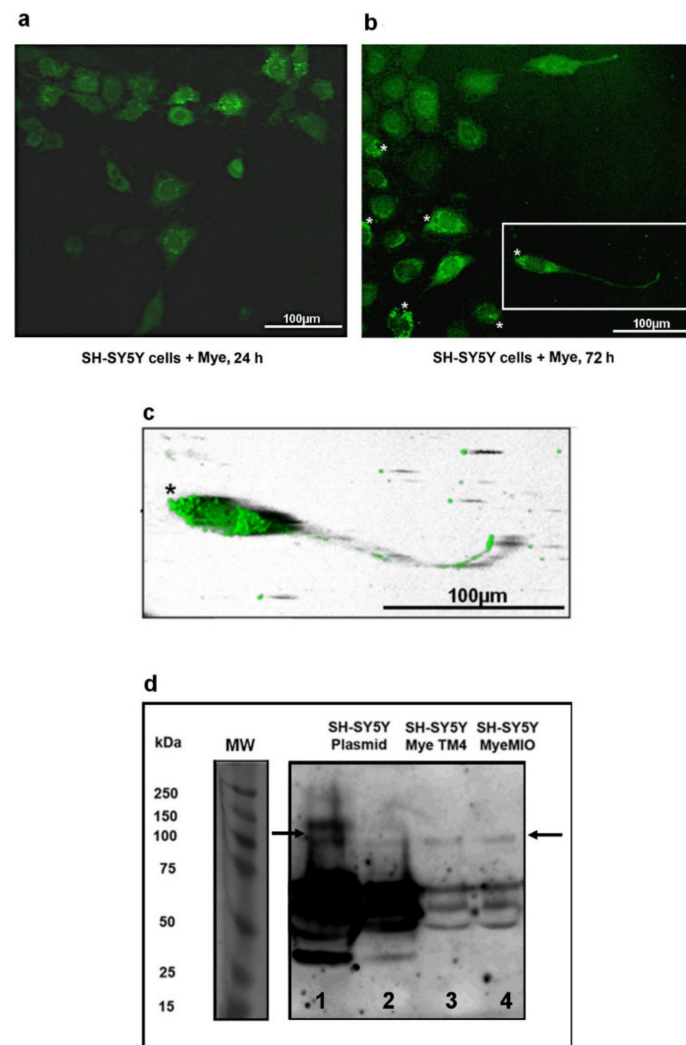 a
b
100µm
*
*
*
*
*
*
100µm
SH-SY5Y cells + Mye, 24 h
SH-SY5Y cells + Mye, 72 h
c
*
100µm
d
SH-SY5Y SH-SY5Y SH-SY5Y
kDa MW Plasmid Mye TM4 MyeMIO
250
150
100
75
50
25
15
1 2 3 4